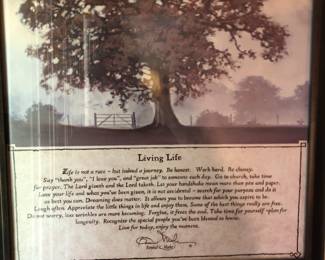 Living Life
Life is not a race - but indeed a journey. Be honest. Work hard. Be choosy.
Say "thank you", "I love you", and "great job" to someone each day. Go to church, take time
for prayer. The Lord giveth and the Lord taketh. Let your handshake mean more than pen and paper.
Love your life and what you've been given, it is not accidental - search for your purpose and do it
as best you can. Dreaming does matter. It allows you to become that which you aspire to be.
Laugh often. Appreciate the little things in life and enjoy them. Some of the best things really are free.
Do not worry, less wrinkles are more becoming. Forgive, it frees the soul. Take time for yourself - plan for
longevity. Recognize the special people you've been blessed to know.
Live for today, enjoy the moment.